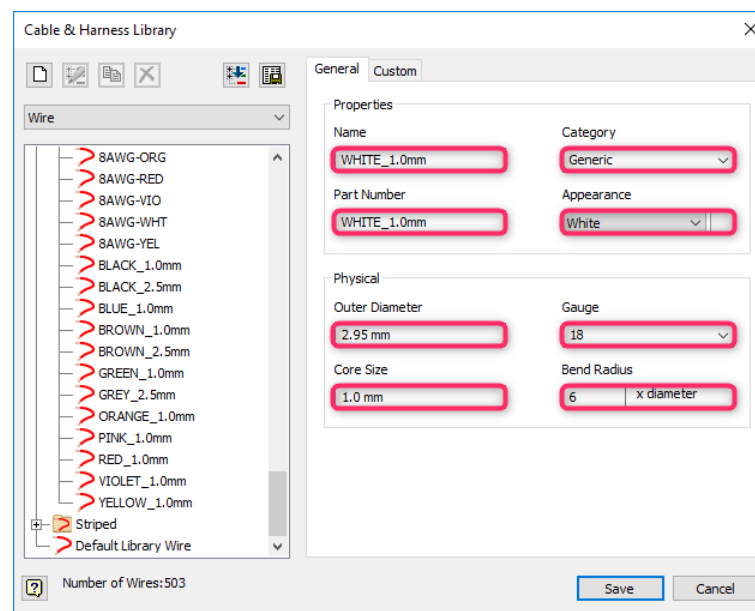 Cable & Harness Library
Wire
8AWG-ORG
8AWG-RED
8AWG-VIO
8AWG-WHT
8AWG-YEL
BLACK_1.0mm
BLACK_2.5mm
BLUE_1.0mm
BROWN_1.0mm
BROWN_2.5mm
GREEN_1.0mm
GREY_2.5mm
ORANGE_1.0mm
PINK_1.0mm
RED_1.0mm
VIOLET_1.0mm
YELLOW_1.0mm
Striped
Default Library Wire
Number of Wires:503
General Custom
Properties
Name Category
WHITE_1.0mm Generic
Part Number Appearance
WHITE_1.0mm White
Physical
Outer Diameter Gauge
2.95 mm 18
Core Size Bend Radius
1.0 mm 6 x diameter
Save Cancel